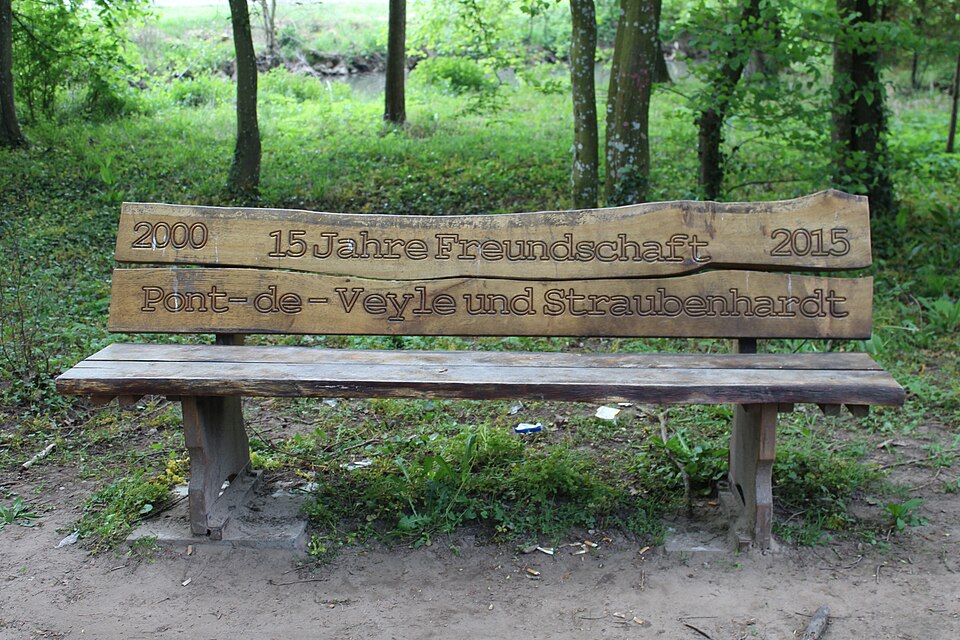 2000 15 Jahre Freundschaft 2015
Pont-de-Veyle und Straubenhardt